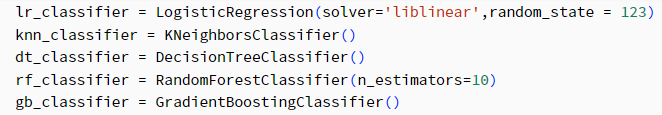 lr_classifier = LogisticRegression(solver='liblinear',random_state = 123)
knn_classifier = KNeighborsClassifier()
dt_classifier = DecisionTreeClassifier()
rf_classifier = RandomForestClassifier(n_estimators=10)
gb_classifier = GradientBoostingClassifier()